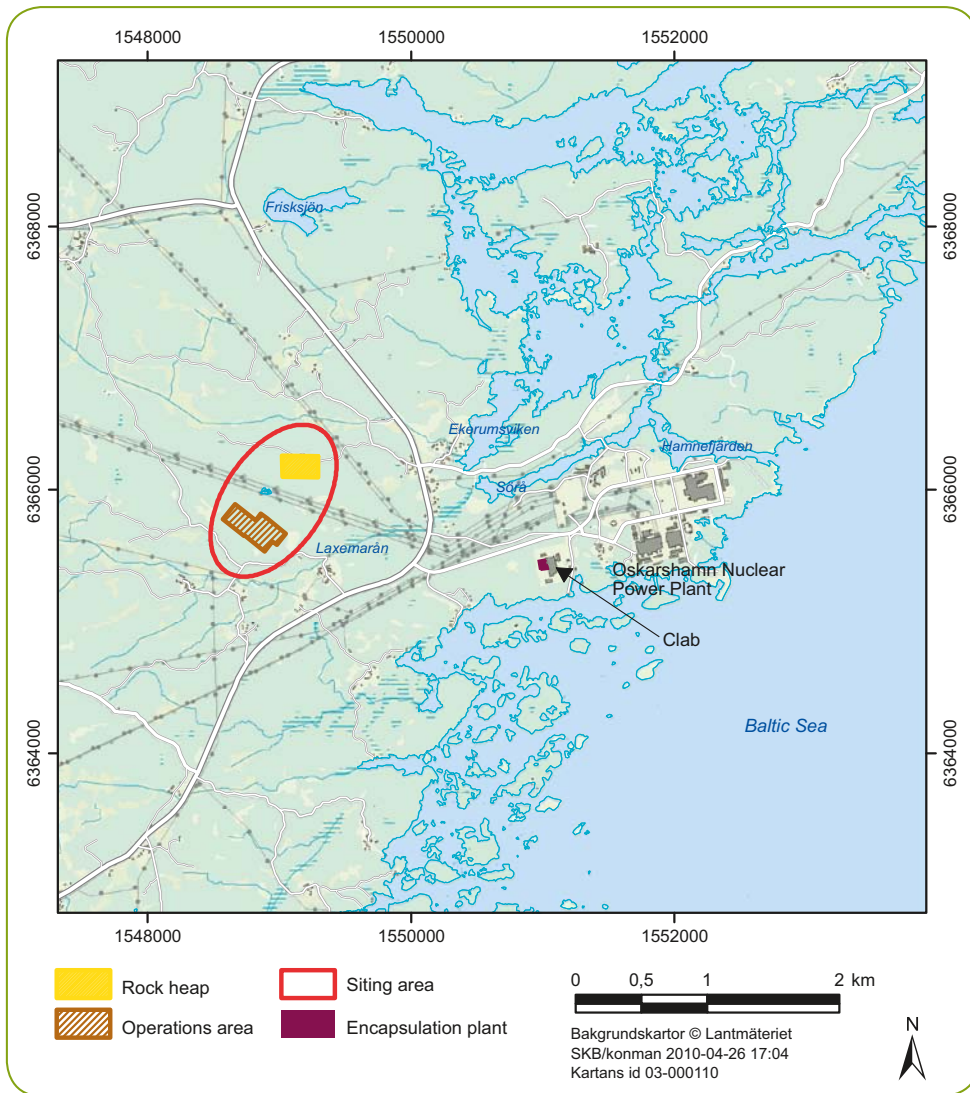 1548000
1550000
1552000
6368000
6368000
Frisksjön
Ekerumsviken
Hamnefjärden
6366000
Sörå
6366000
Laxemarån
Oskarshamn Nuclear
Power Plant
Clab
Baltic Sea
6364000
6364000
1548000
1550000
1552000
Rock heap
Siting area
Operations area
Encapsulation plant
0 0,5 1 2 km
Bakgrundskartor © Lantmäteriet
SKB/konman 2010-04-26 17:04
Kartans id 03-000110
N